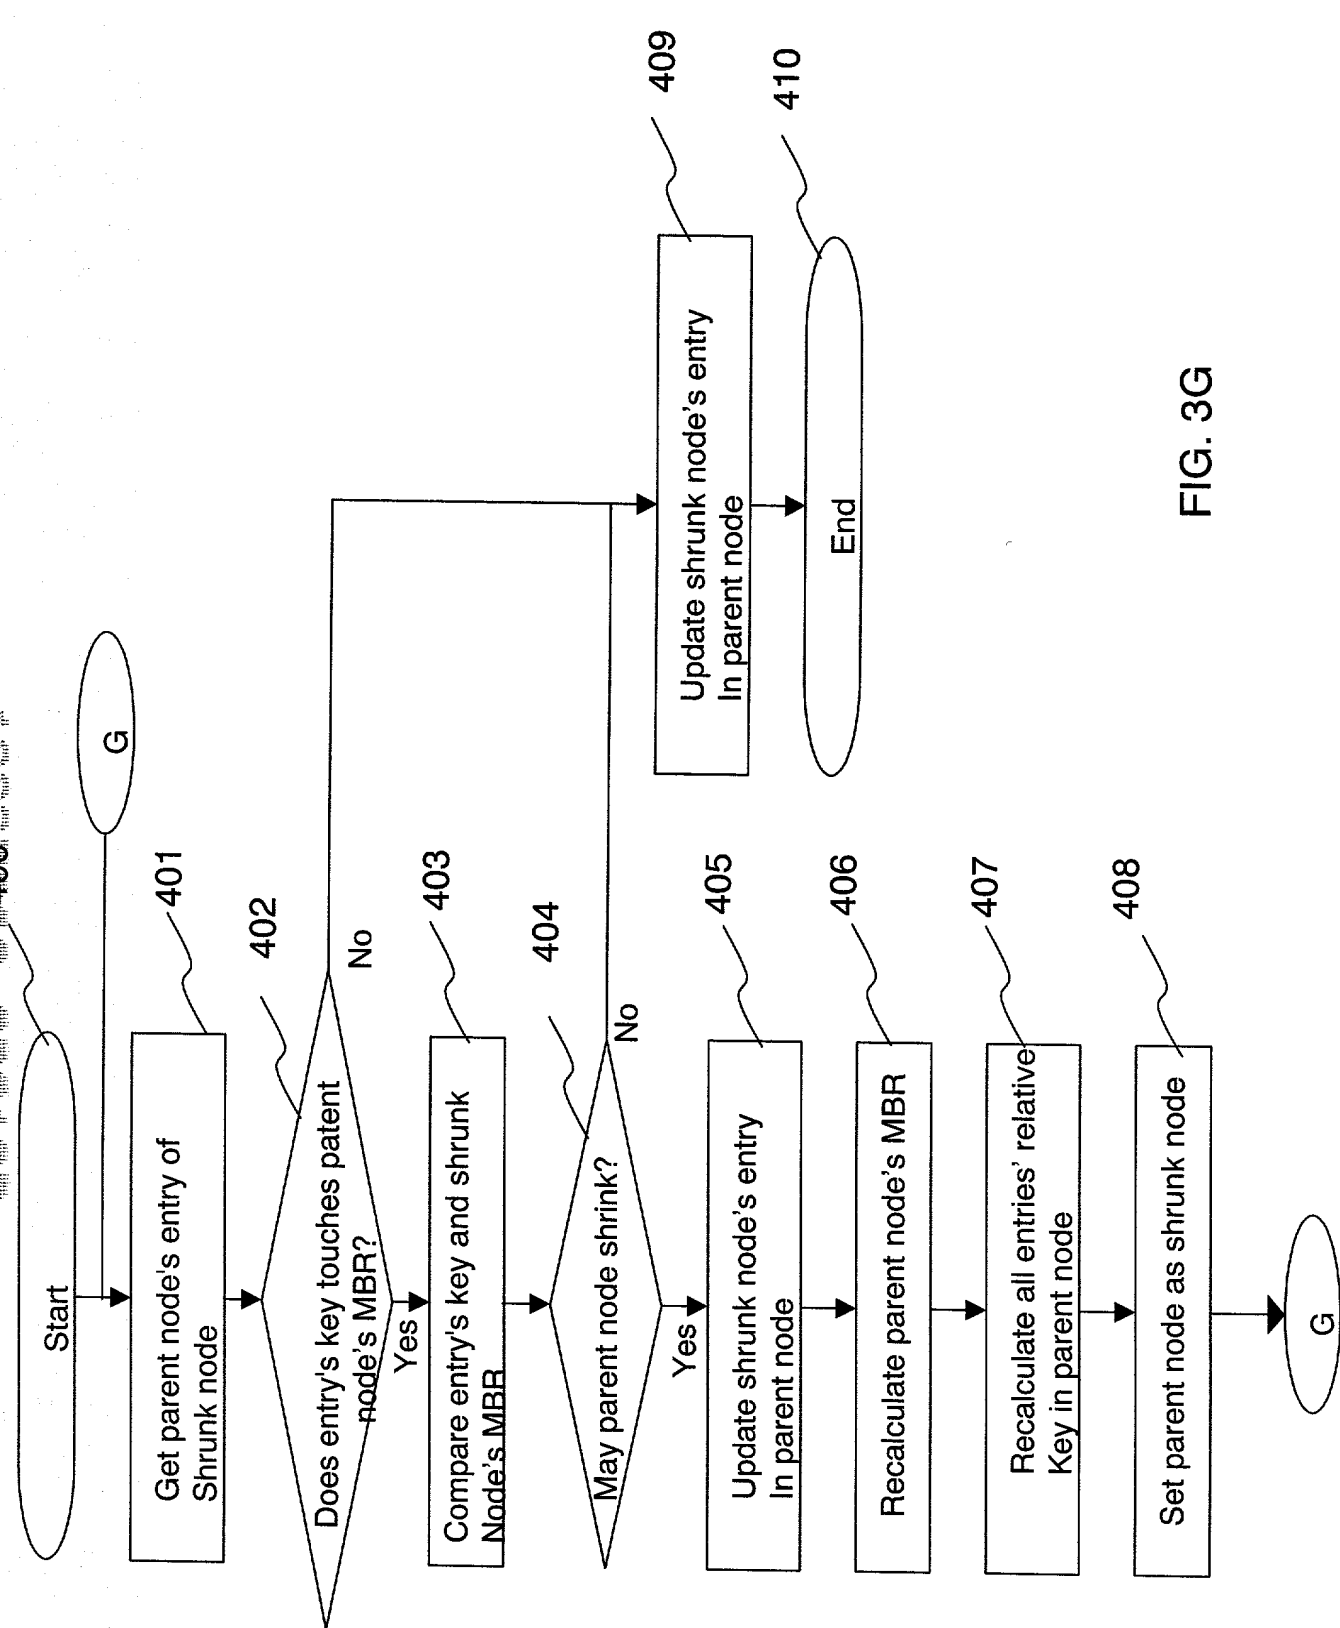 Start
G
Get parent node's entry of
Shrunk node
401
Does entry's key touches patent
node's MBR?
402
No
Yes
Compare entry's key and shrunk
Node's MBR
403
May parent node shrink?
404
No
Yes
Update shrunk node's entry
In parent node
405
Recalculate parent node's MBR
406
Recalculate all entries' relative
Key in parent node
407
Set parent node as shrunk node
408
G
Update shrunk node's entry
In parent node
409
End
410
FIG. 3G